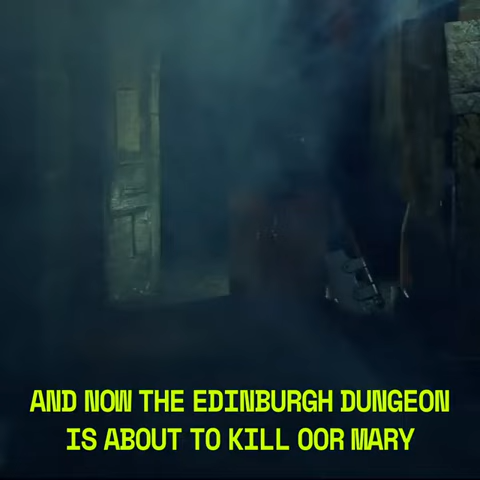 AND NOW THE EDINBURGH DUNGEON
IS ABOUT TO KILL OOR MARY